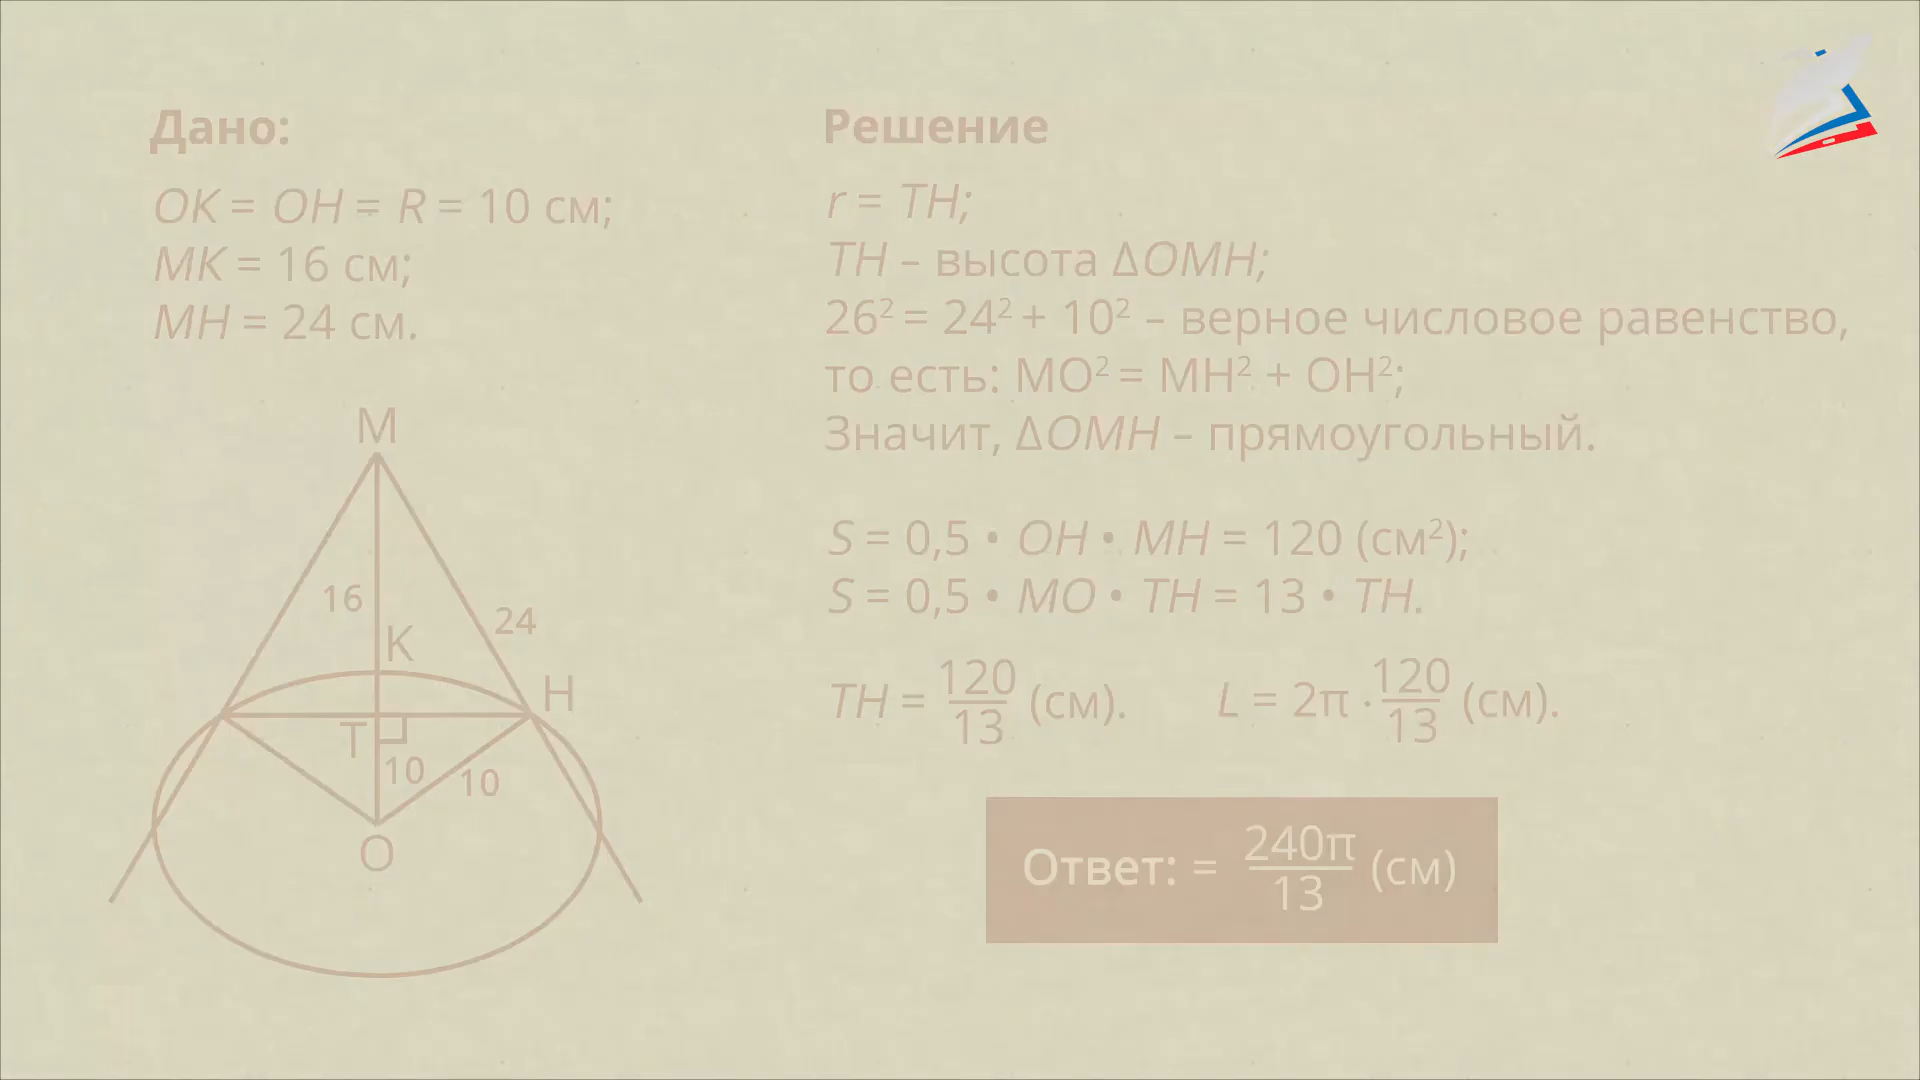 Дано:
OK = OH = R = 10 см;
MK = 16 см;
MH = 24 см.
M
16
24
K
H
T
10
10
O
Решение
r = TH;
TH – высота ΔOMH;
26² = 24² + 10² – верное числовое равенство,
то есть: MO² = MH² + OH²;
Значит, ΔOMH – прямоугольный.
S = 0,5 • OH • MH = 120 (см²);
S = 0,5 • MO • TH = 13 • TH.
TH = 120/13 (см). L = 2π · 120/13 (см).
Ответ: = 240π/13 (см)